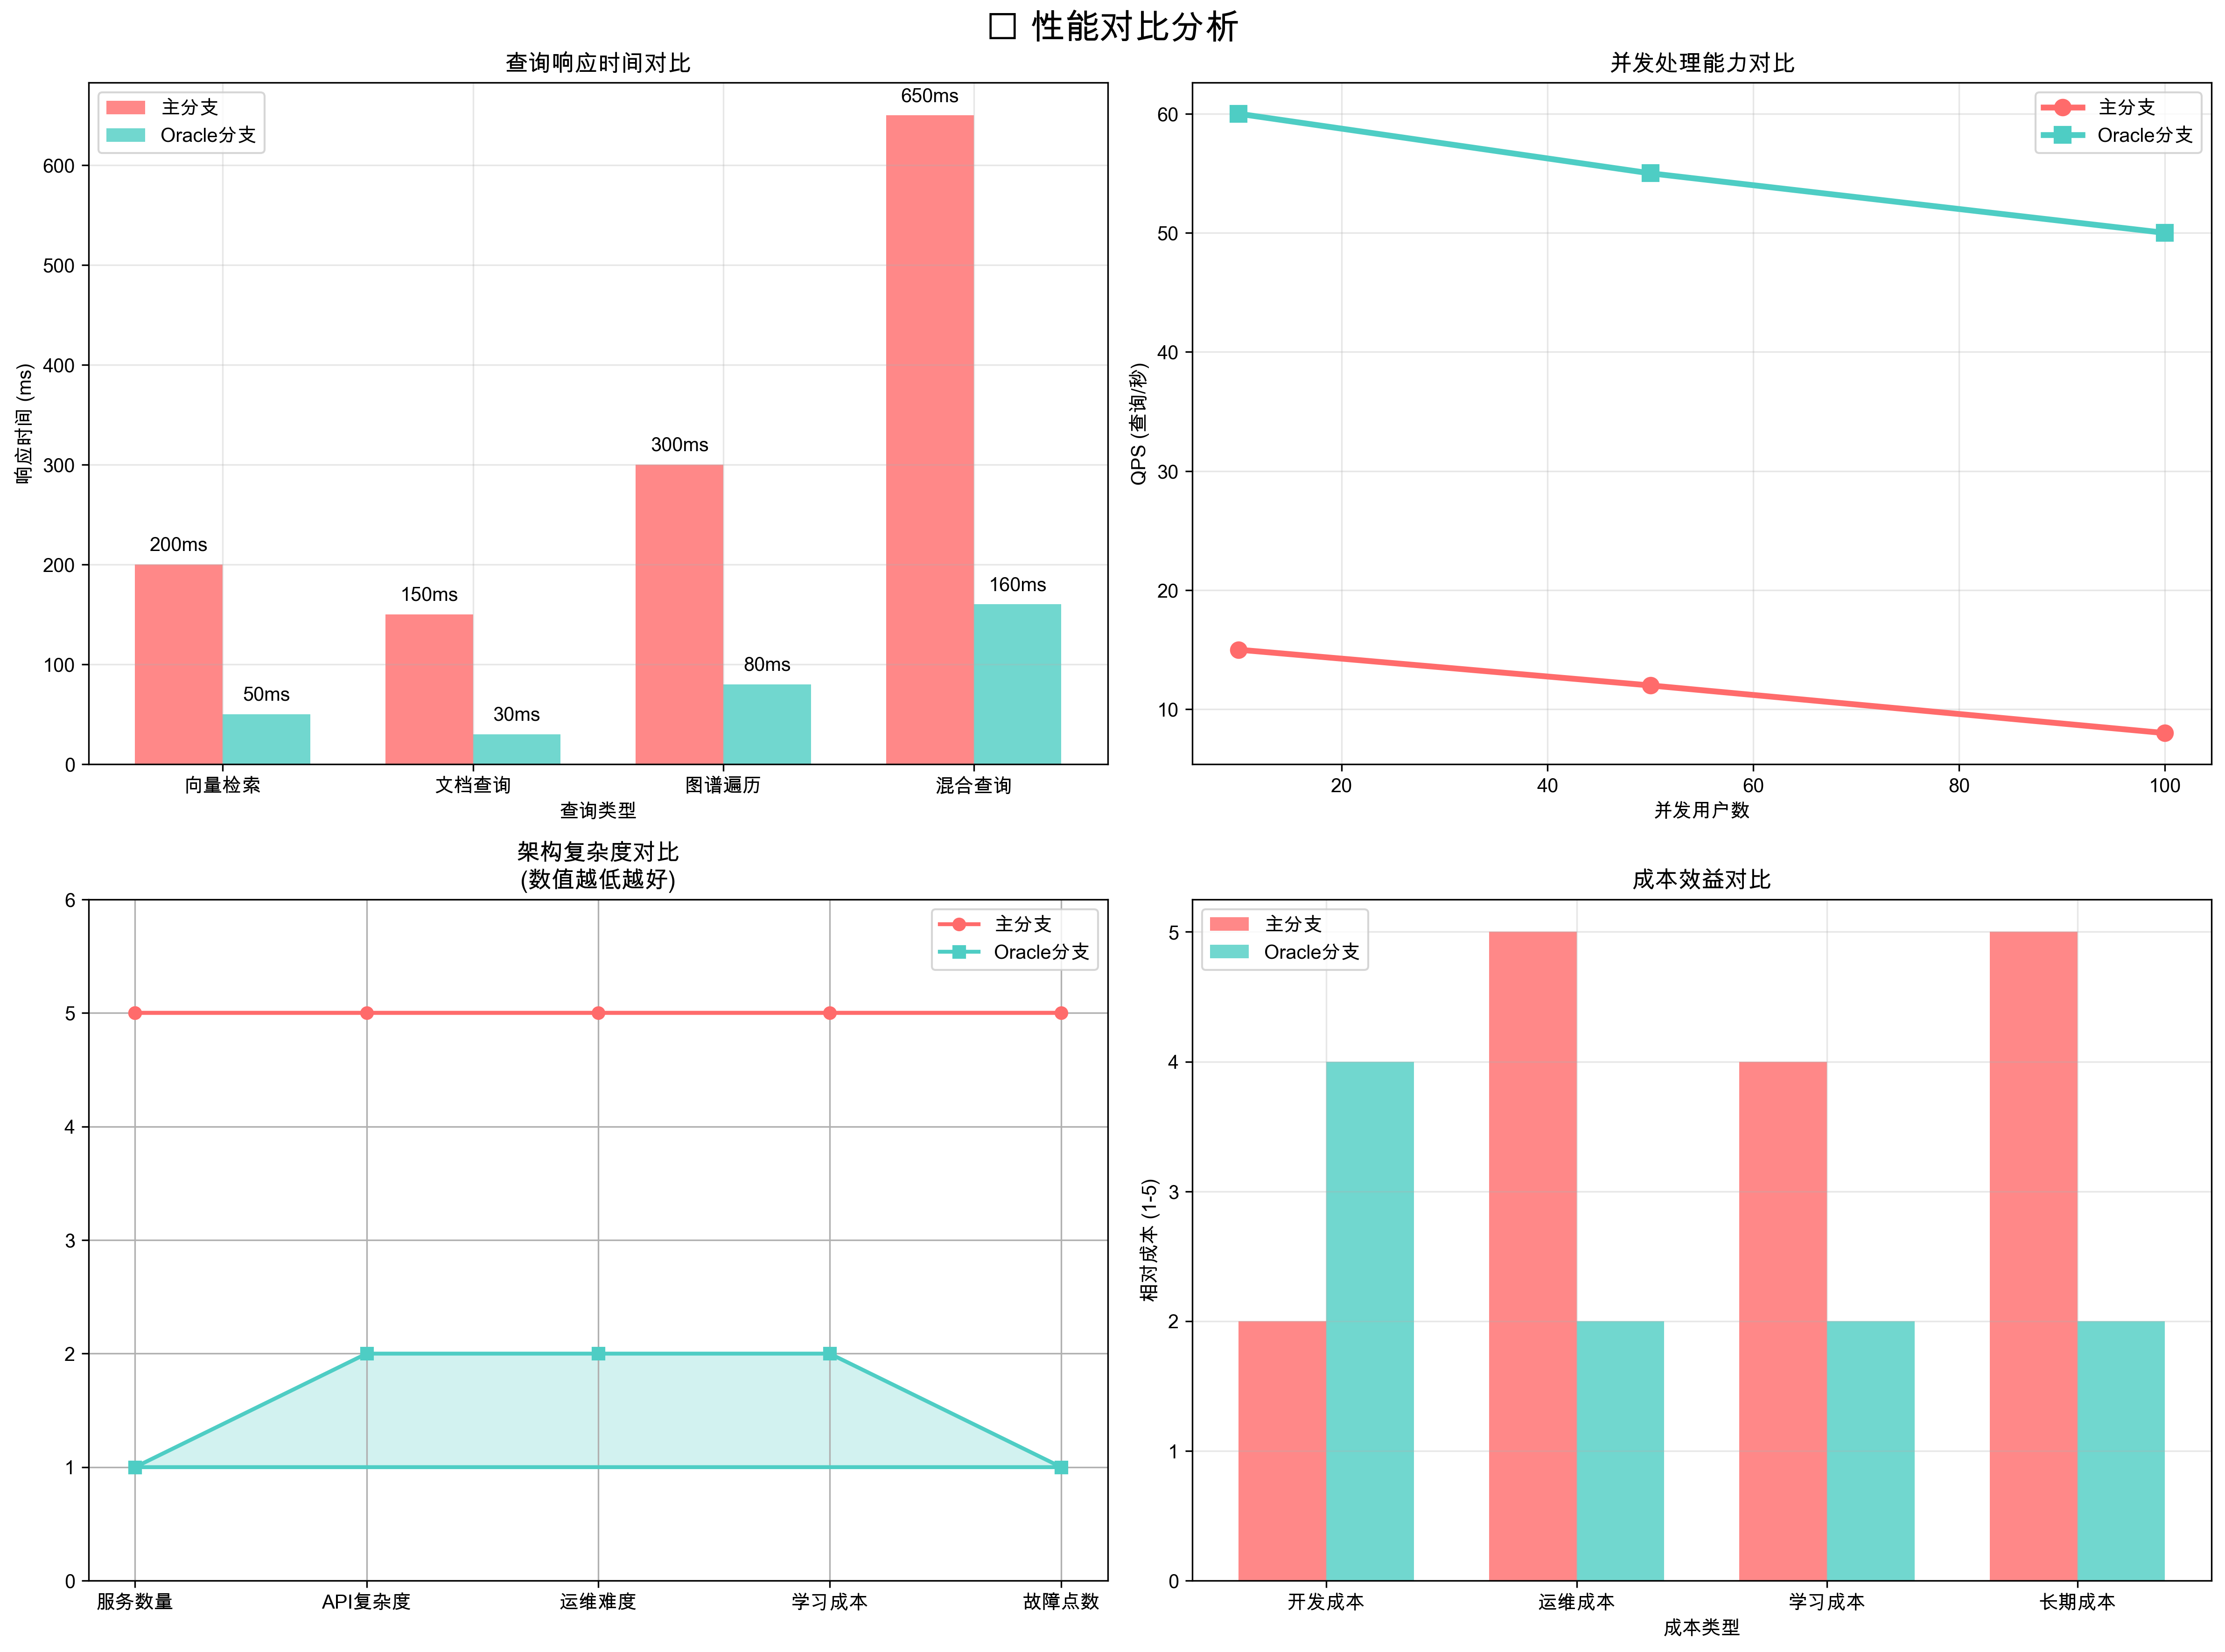 □ 性能对比分析
查询响应时间对比
主分支
Oracle分支
650ms
300ms
200ms
150ms
160ms
80ms
50ms
30ms
响应时间 (ms)
600
500
400
300
200
100
0
向量检索 文档查询 图谱遍历 混合查询
查询类型
并发处理能力对比
主分支
Oracle分支
QPS (查询/秒)
60
50
40
30
20
10
20 40 60 80 100
并发用户数
架构复杂度对比
(数值越低越好)
主分支
Oracle分支
6
5
4
3
2
1
0
服务数量 API复杂度 运维难度 学习成本 故障点数
成本效益对比
主分支
Oracle分支
相对成本 (1-5)
5
4
3
2
1
0
开发成本 运维成本 学习成本 长期成本
成本类型